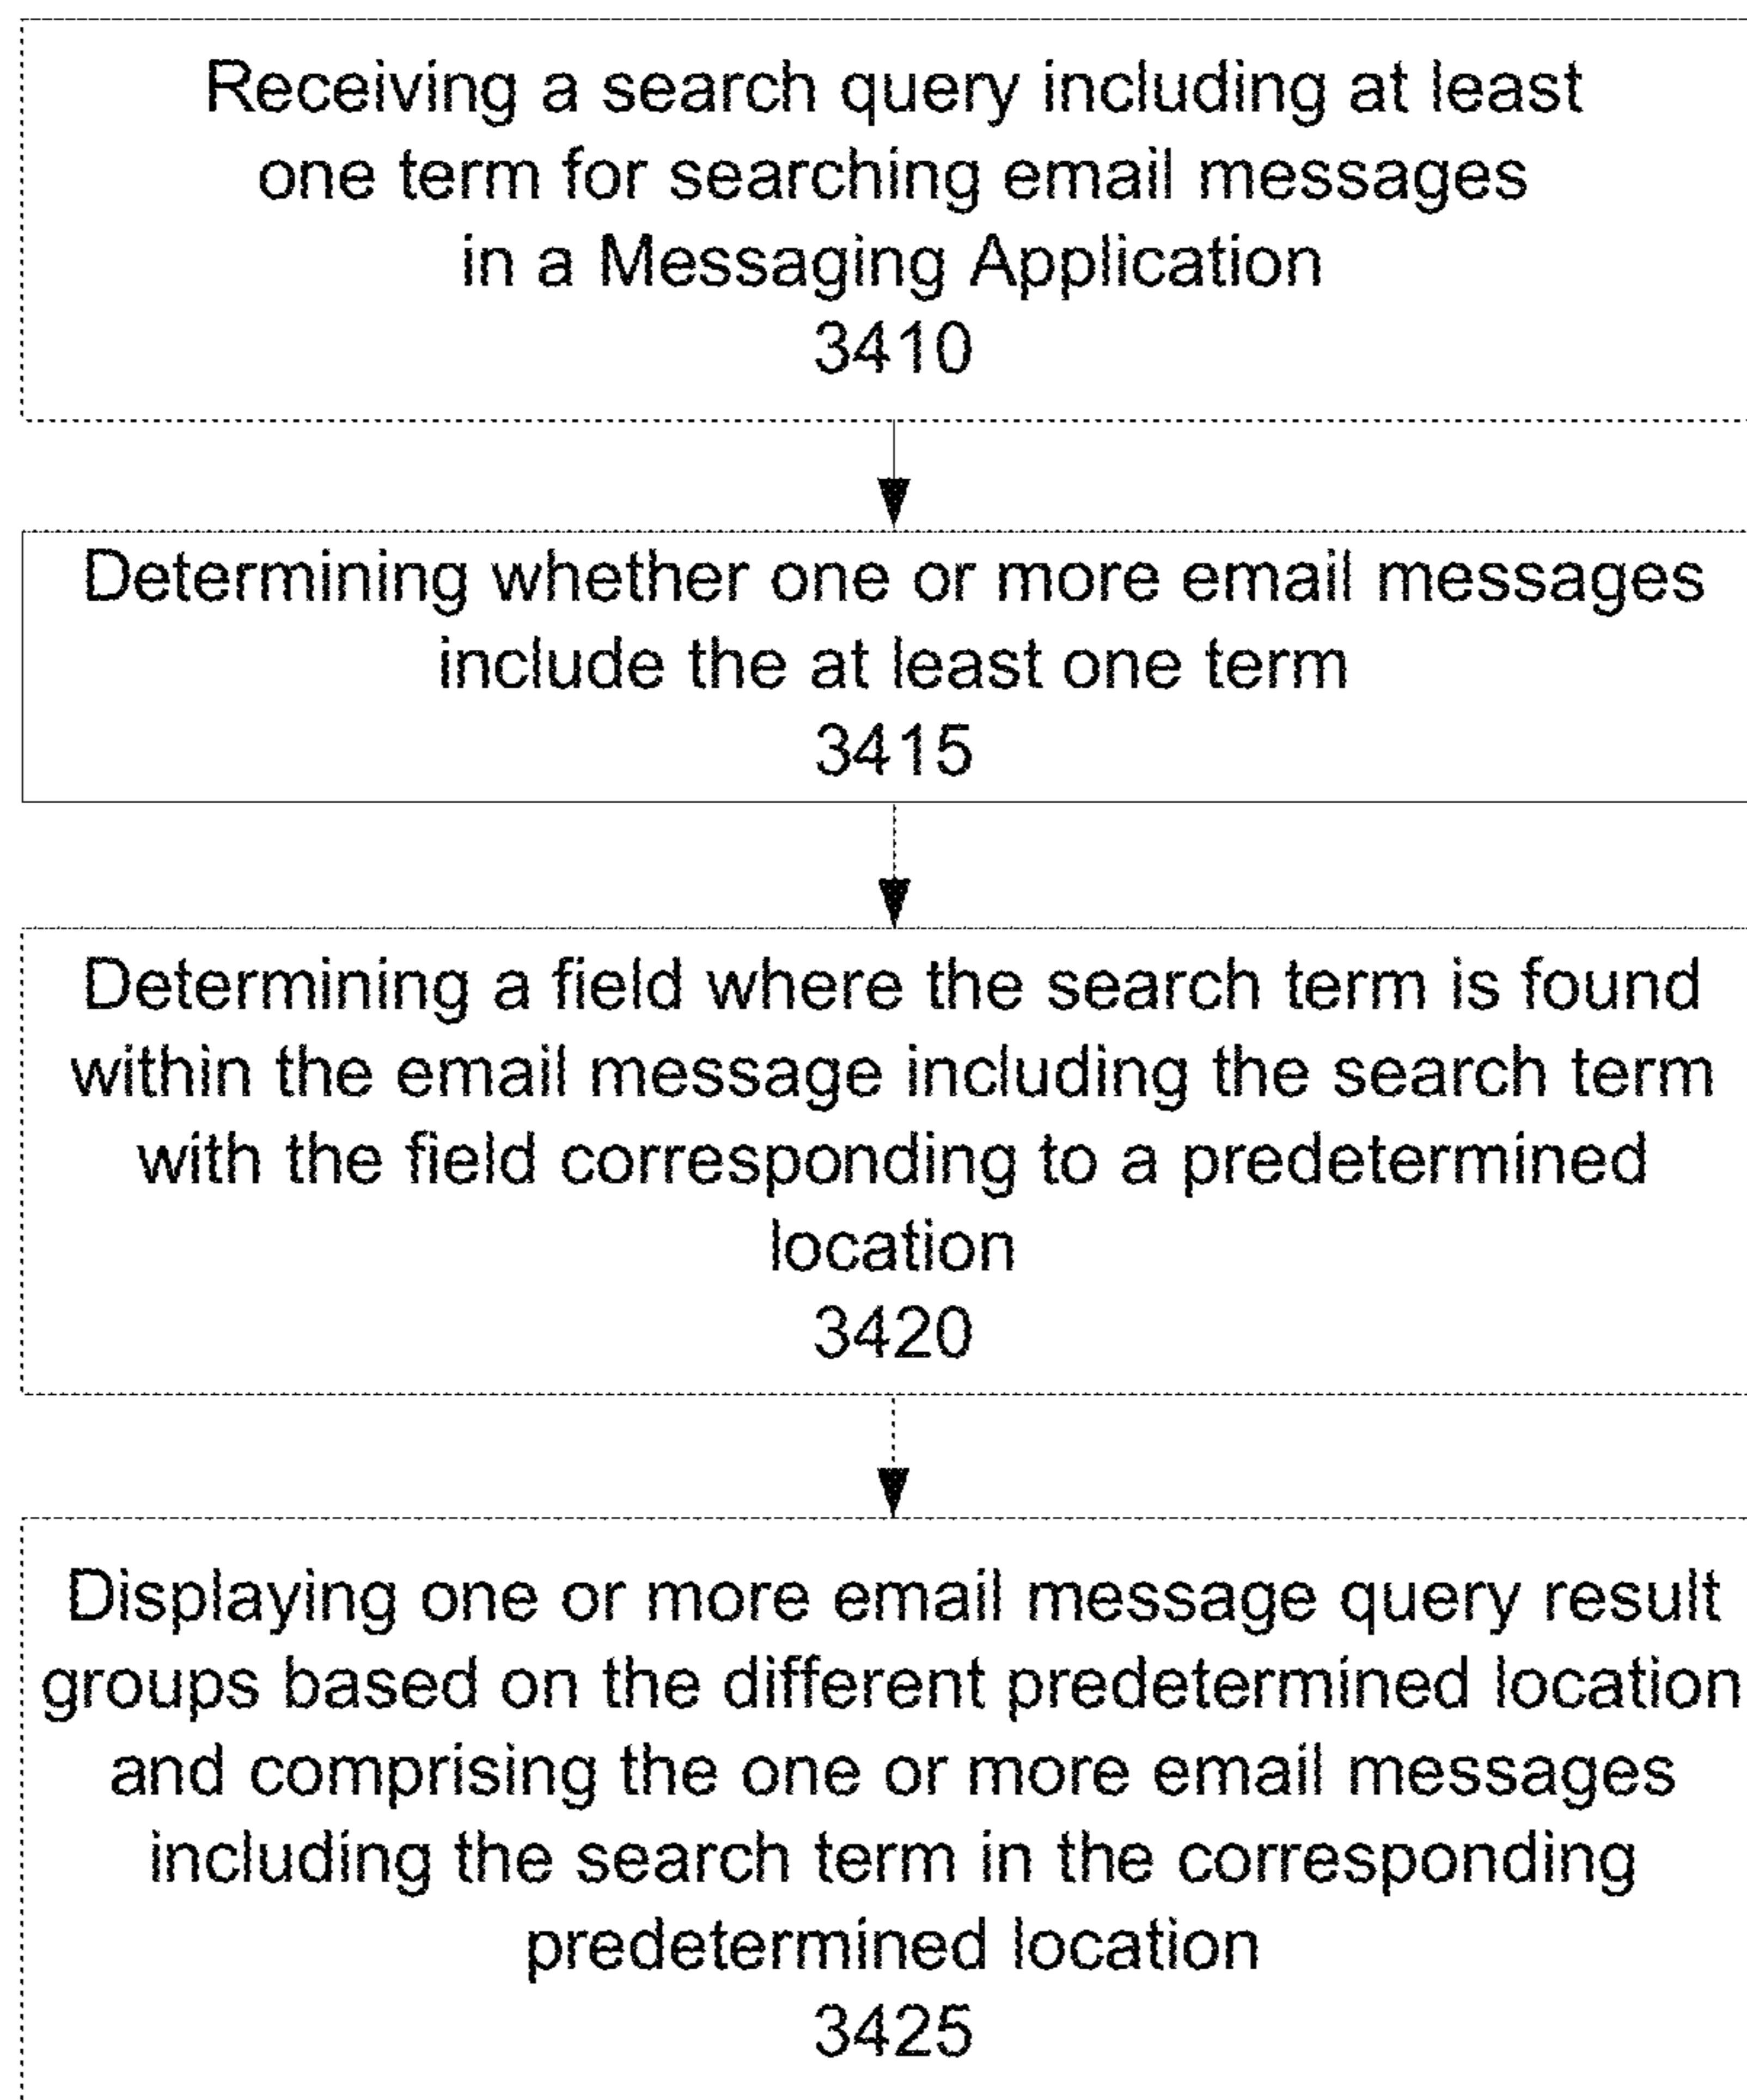 Receiving a search query including at least
one term for searching email messages
in a Messaging Application
3410
Determining whether one or more email messages
include the at least one term
3415
Determining a field where the search term is found
within the email message including the search term
with the field corresponding to a predetermined
location
3420
Displaying one or more email message query result
groups based on the different predetermined location
and comprising the one or more email messages
including the search term in the corresponding
predetermined location
3425